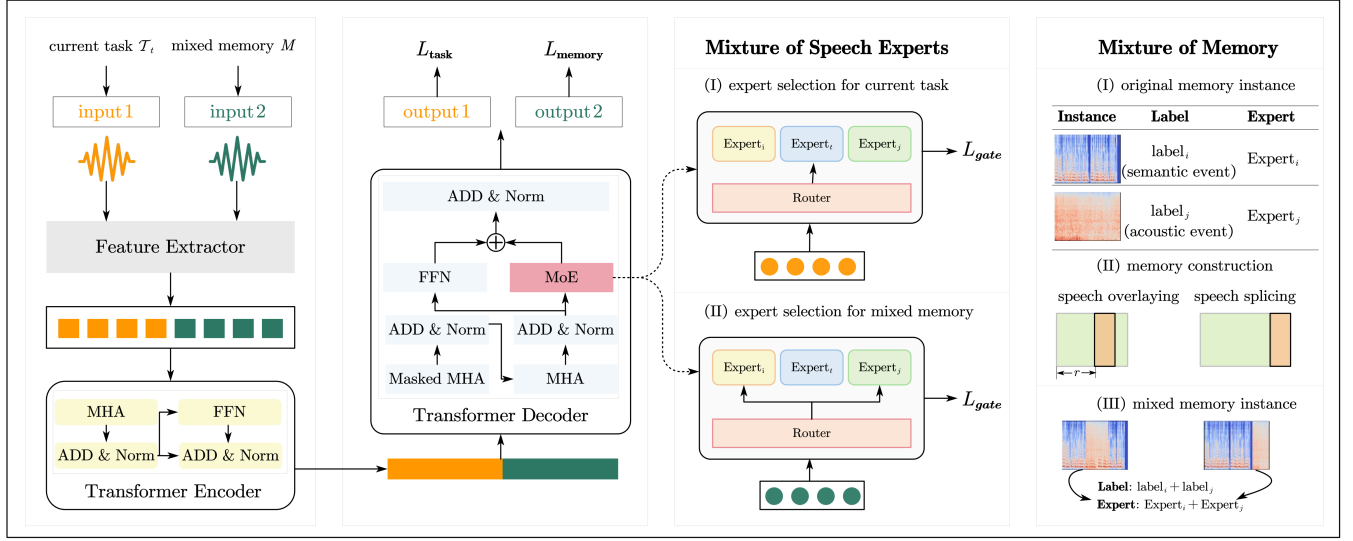 current task 𝒯ₜ
mixed memory M
input 1
input 2
Feature Extractor
MHA
FFN
ADD & Norm
ADD & Norm
Transformer Encoder
L_task
L_memory
output 1
output 2
ADD & Norm
FFN
MoE
ADD & Norm
ADD & Norm
Masked MHA
MHA
Transformer Decoder
Mixture of Speech Experts
(I) expert selection for current task
Expertᵢ
Expertₜ
Expertⱼ
Router
L_gate
(II) expert selection for mixed memory
Expertᵢ
Expertₜ
Expertⱼ
Router
L_gate
Mixture of Memory
(I) original memory instance
Instance Label Expert
labelᵢ
(semantic event)
Expertᵢ
labelⱼ
(acoustic event)
Expertⱼ
(II) memory construction
speech overlaying
speech splicing
r
(III) mixed memory instance
Label: labelᵢ + labelⱼ
Expert: Expertᵢ + Expertⱼ